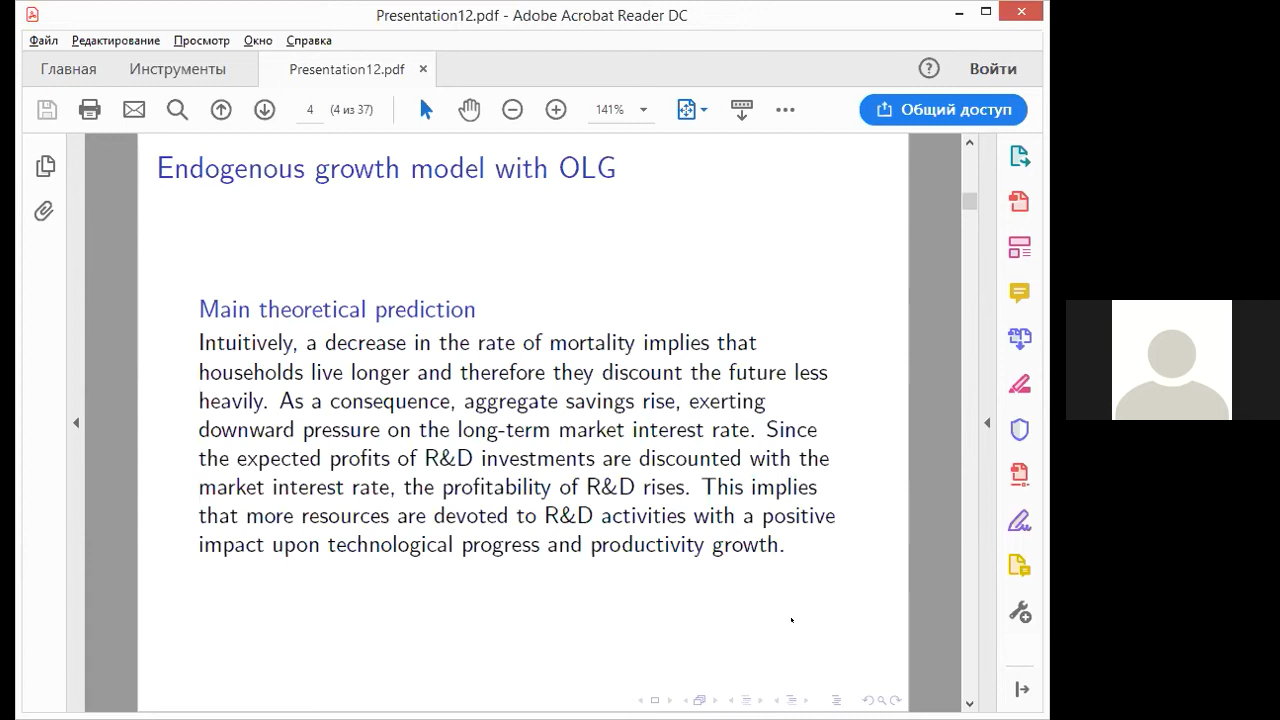 Presentation12.pdf - Adobe Acrobat Reader DC
Файл Редактирование Просмотр Окно Справка
Главная Инструменты Presentation12.pdf Войти
4 (4 из 37) 141% Общий доступ
Endogenous growth model with OLG
Main theoretical prediction
Intuitively, a decrease in the rate of mortality implies that
households live longer and therefore they discount the future less
heavily. As a consequence, aggregate savings rise, exerting
downward pressure on the long-term market interest rate. Since
the expected profits of R&D investments are discounted with the
market interest rate, the profitability of R&D rises. This implies
that more resources are devoted to R&D activities with a positive
impact upon technological progress and productivity growth.